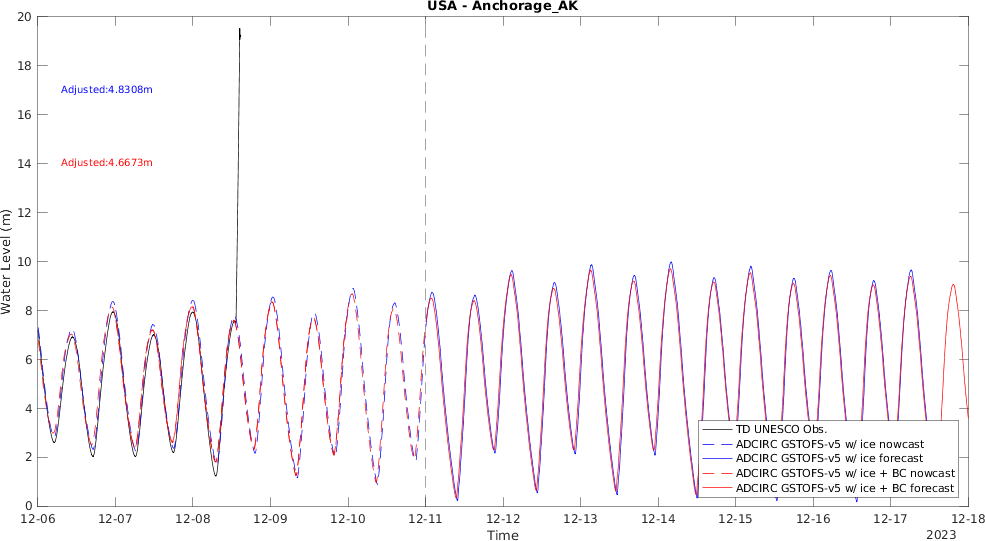 USA - Anchorage_AK
20
18
16
14
12
10
8
6
4
2
0
Water Level (m)
Adjusted:4.8308m
Adjusted:4.6673m
TD UNESCO Obs.
ADCIRC GSTOFS-v5 w/ ice nowcast
ADCIRC GSTOFS-v5 w/ ice forecast
ADCIRC GSTOFS-v5 w/ ice + BC nowcast
ADCIRC GSTOFS-v5 w/ ice + BC forecast
12-06 12-07 12-08 12-09 12-10 12-11 12-12 12-13 12-14 12-15 12-16 12-17 12-18
Time
2023